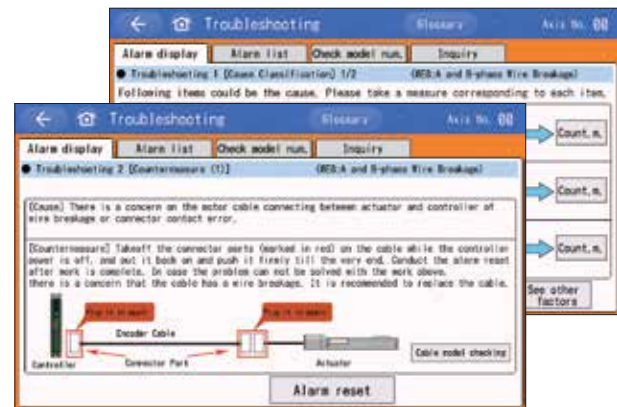 Troubleshooting
Glossary
Axis No. 00
Alarm display
Alarm list
Check model num.
Inquiry
● Troubleshooting 1 [Cause Classification] 1/2
(0E8:A and B-phase Wire Breakage)
Following items could be the cause. Please take a measure corresponding to each item.
Count.m.
Count.m.
Count.m.
See other
factors
Troubleshooting
Glossary
Axis No. 00
Alarm display
Alarm list
Check model num.
Inquiry
● Troubleshooting 2 [Countermeasure (1)]
(0E8:A and B-phase Wire Breakage)
[Cause] There is a concern on the motor cable connecting between actuator and controller of
wire breakage or connector contact error.
[Countermeasure] Takeoff the connector parts (marked in red) on the cable while the controller
power is off, and put it back on and push it firmly till the very end. Conduct the alarm reset
after work is complete. In case the problem can not be solved with the work above,
there is a concern that the cable has a wire breakage. It is recommended to replace the cable.
Encoder Cable
Controller
Connector Part
Actuator
Cable model checking
Alarm reset